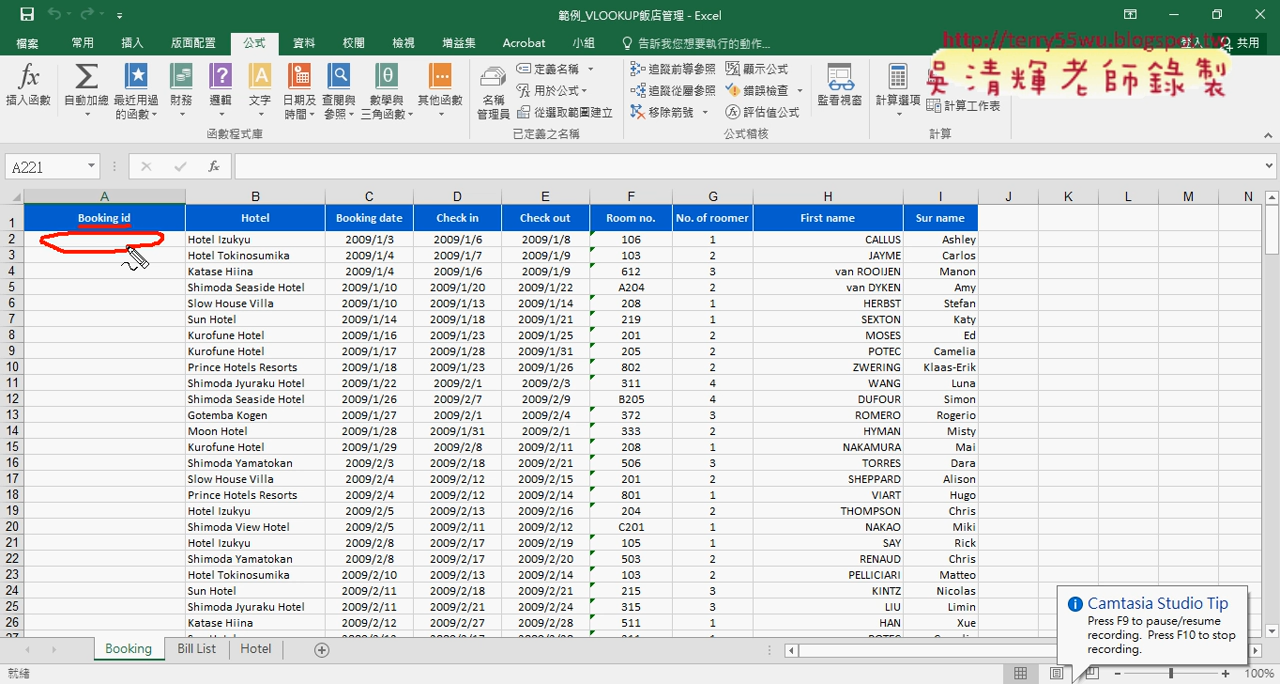 範例_VLOOKUP飯店管理 - Excel
檔案 常用 插入 版面配置 公式 資料 校閱 檢視 增益集 Acrobat 小組 告訴我您想要執行的動作... 登入 共用
http://terry55wu.blogspot.tw
吳清輝老師錄製
插入函數 自動加總 最近用過的函數 財務 邏輯 文字 日期及時間 查閱與參照 數學與三角函數 其他函數
函數程式庫
名稱管理員 定義名稱 用於公式 從選取範圍建立
已定義之名稱
追蹤前導參照 追蹤從屬參照 移除箭號 顯示公式 錯誤檢查 評估值公式 監看視窗
公式稽核
計算選項 計算工作表
計算
A221 fx
A B C D E F G H I J K L M N
1 Booking id Hotel Booking date Check in Check out Room no. No. of roomer First name Sur name
2 Hotel Izukyu 2009/1/3 2009/1/6 2009/1/8 106 1 CALLUS Ashley
3 Hotel Tokinosumika 2009/1/4 2009/1/7 2009/1/9 103 2 JAYME Carlos
4 Katase Hiina 2009/1/4 2009/1/6 2009/1/9 612 3 van ROOIJEN Manon
5 Shimoda Seaside Hotel 2009/1/10 2009/1/20 2009/1/22 A204 2 van DYKEN Amy
6 Slow House Villa 2009/1/10 2009/1/13 2009/1/14 208 1 HERBST Stefan
7 Sun Hotel 2009/1/14 2009/1/18 2009/1/21 219 1 SEXTON Katy
8 Kurofune Hotel 2009/1/16 2009/1/23 2009/1/25 201 2 MOSES Ed
9 Kurofune Hotel 2009/1/17 2009/1/28 2009/1/31 205 2 POTEC Camelia
10 Prince Hotels Resorts 2009/1/18 2009/1/23 2009/1/26 802 2 ZWERING Klaas-Erik
11 Shimoda Jyuraku Hotel 2009/1/22 2009/2/1 2009/2/3 311 4 WANG Luna
12 Shimoda Seaside Hotel 2009/1/26 2009/2/7 2009/2/9 B205 4 DUFOUR Simon
13 Gotemba Kogen 2009/1/27 2009/2/1 2009/2/4 372 3 ROMERO Rogerio
14 Moon Hotel 2009/1/28 2009/1/31 2009/2/1 333 2 HYMAN Misty
15 Kurofune Hotel 2009/1/29 2009/2/8 2009/2/11 208 1 NAKAMURA Mai
16 Shimoda Yamatokan 2009/2/3 2009/2/18 2009/2/21 506 3 TORRES Dara
17 Slow House Villa 2009/2/4 2009/2/12 2009/2/15 201 2 SHEPPARD Alison
18 Prince Hotels Resorts 2009/2/4 2009/2/12 2009/2/14 801 1 VIART Hugo
19 Hotel Izukyu 2009/2/5 2009/2/13 2009/2/16 204 2 THOMPSON Chris
20 Shimoda View Hotel 2009/2/5 2009/2/11 2009/2/12 C201 1 NAKAO Miki
21 Hotel Izukyu 2009/2/8 2009/2/17 2009/2/19 105 1 SAY Rick
22 Shimoda Yamatokan 2009/2/8 2009/2/17 2009/2/20 503 2 RENAUD Chris
23 Hotel Tokinosumika 2009/2/10 2009/2/13 2009/2/14 103 2 PELLICIARI Matteo
24 Sun Hotel 2009/2/11 2009/2/18 2009/2/21 215 3 KINTZ Nicolas
25 Shimoda Jyuraku Hotel 2009/2/11 2009/2/21 2009/2/24 315 3 LIU Limin
26 Katase Hiina 2009/2/12 2009/2/27 2009/2/28 511 1 HAN Xue
Camtasia Studio Tip
Press F9 to pause/resume
recording. Press F10 to stop
recording.
Booking Bill List Hotel
就緒 100%